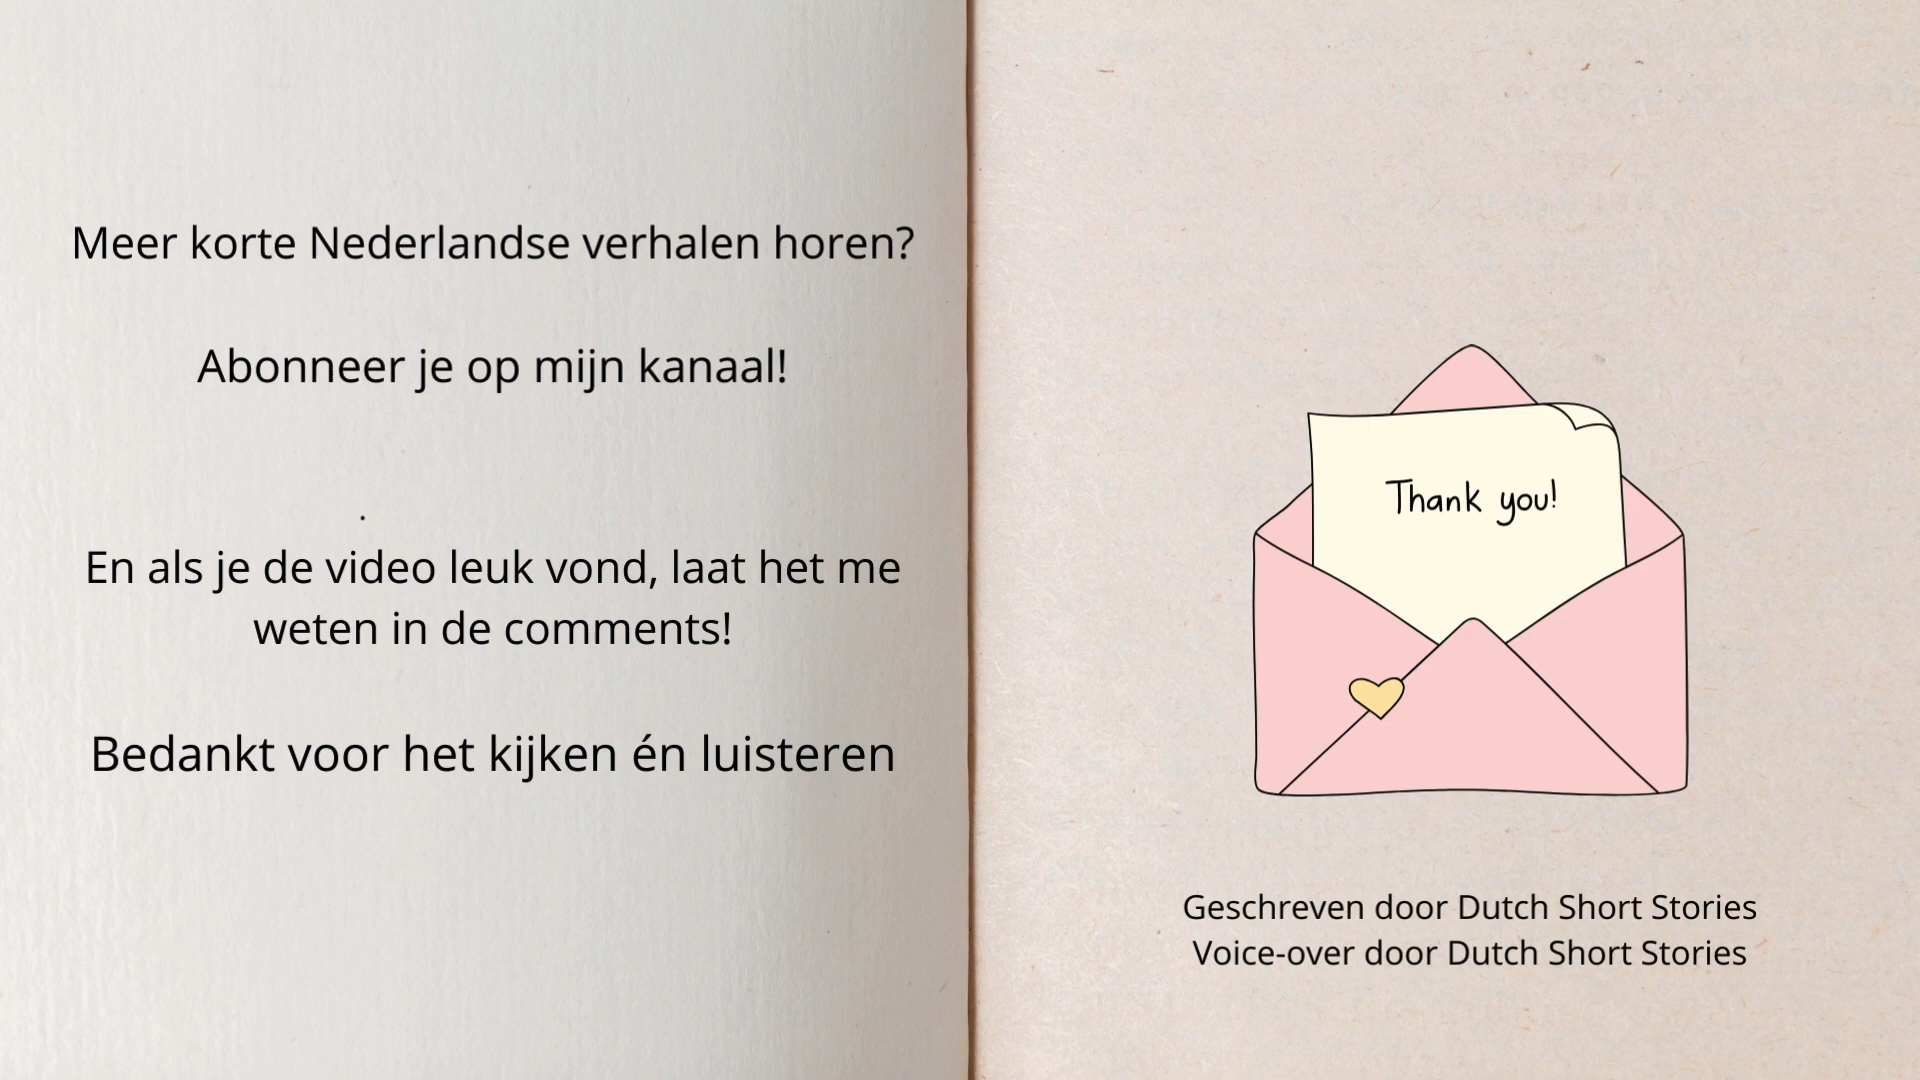 Meer korte Nederlandse verhalen horen?
Abonneer je op mijn kanaal!
.
En als je de video leuk vond, laat het me
weten in de comments!
Bedankt voor het kijken én luisteren
Thank you!
Geschreven door Dutch Short Stories
Voice-over door Dutch Short Stories